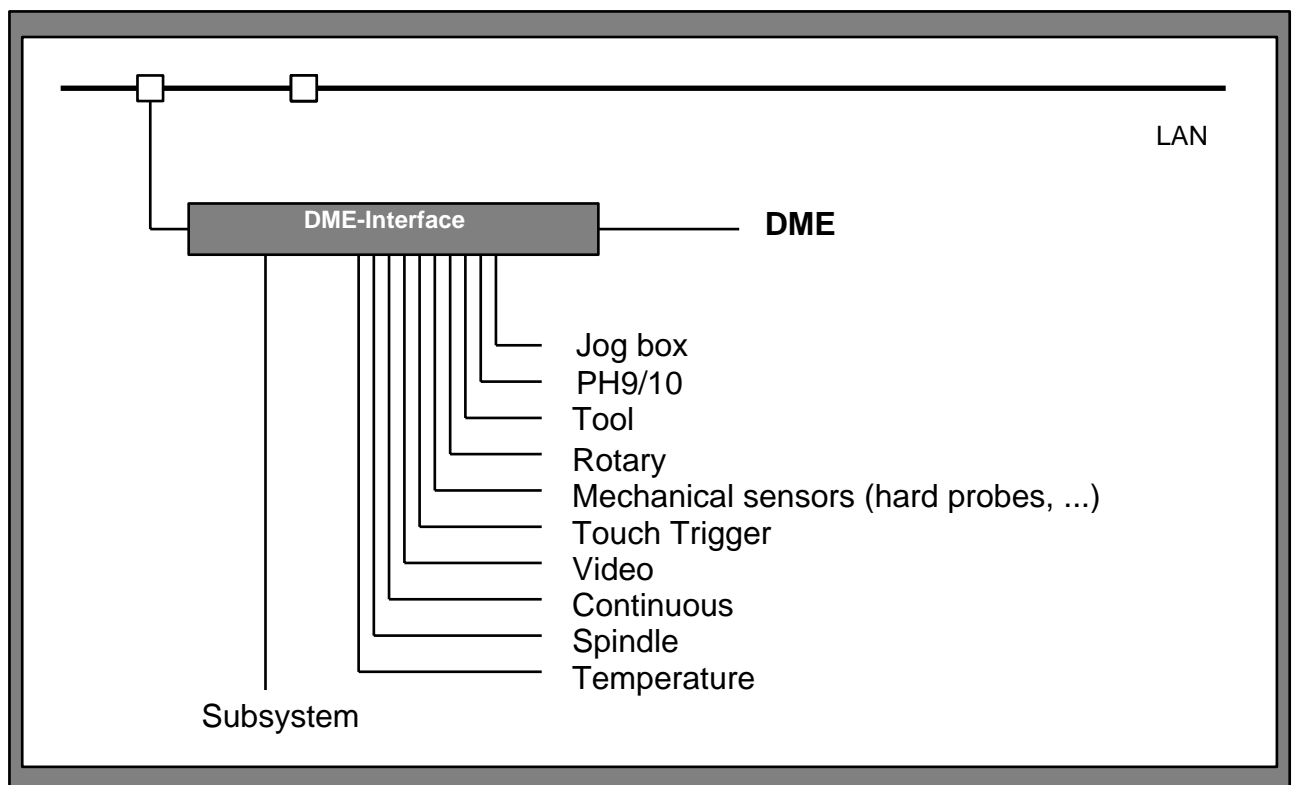 LAN
DME-Interface
DME
Jog box
PH9/10
Tool
Rotary
Mechanical sensors (hard probes, ...)
Touch Trigger
Video
Continuous
Spindle
Temperature
Subsystem